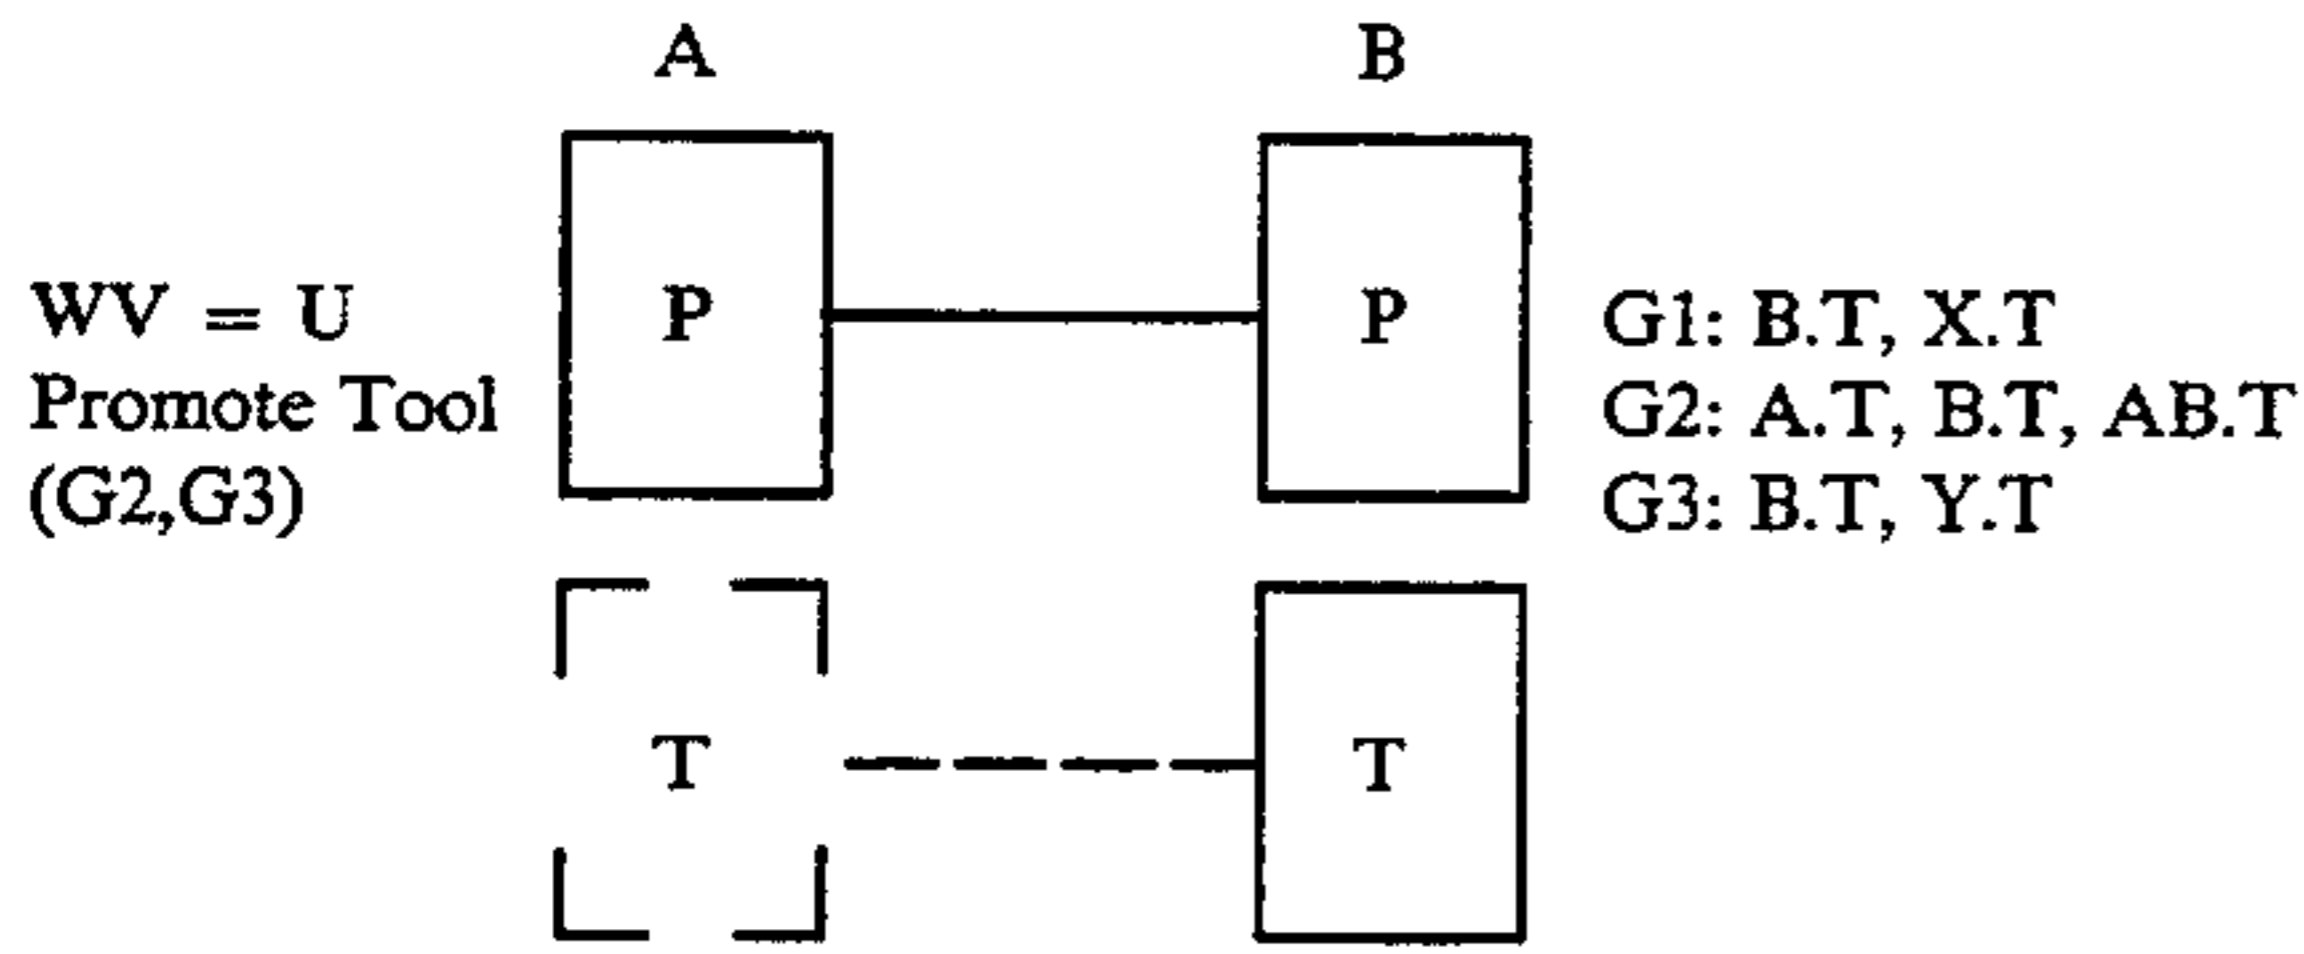 A B
P P
WV = U
Promote Tool
(G2,G3)
G1: B.T, X.T
G2: A.T, B.T, AB.T
G3: B.T, Y.T
T T